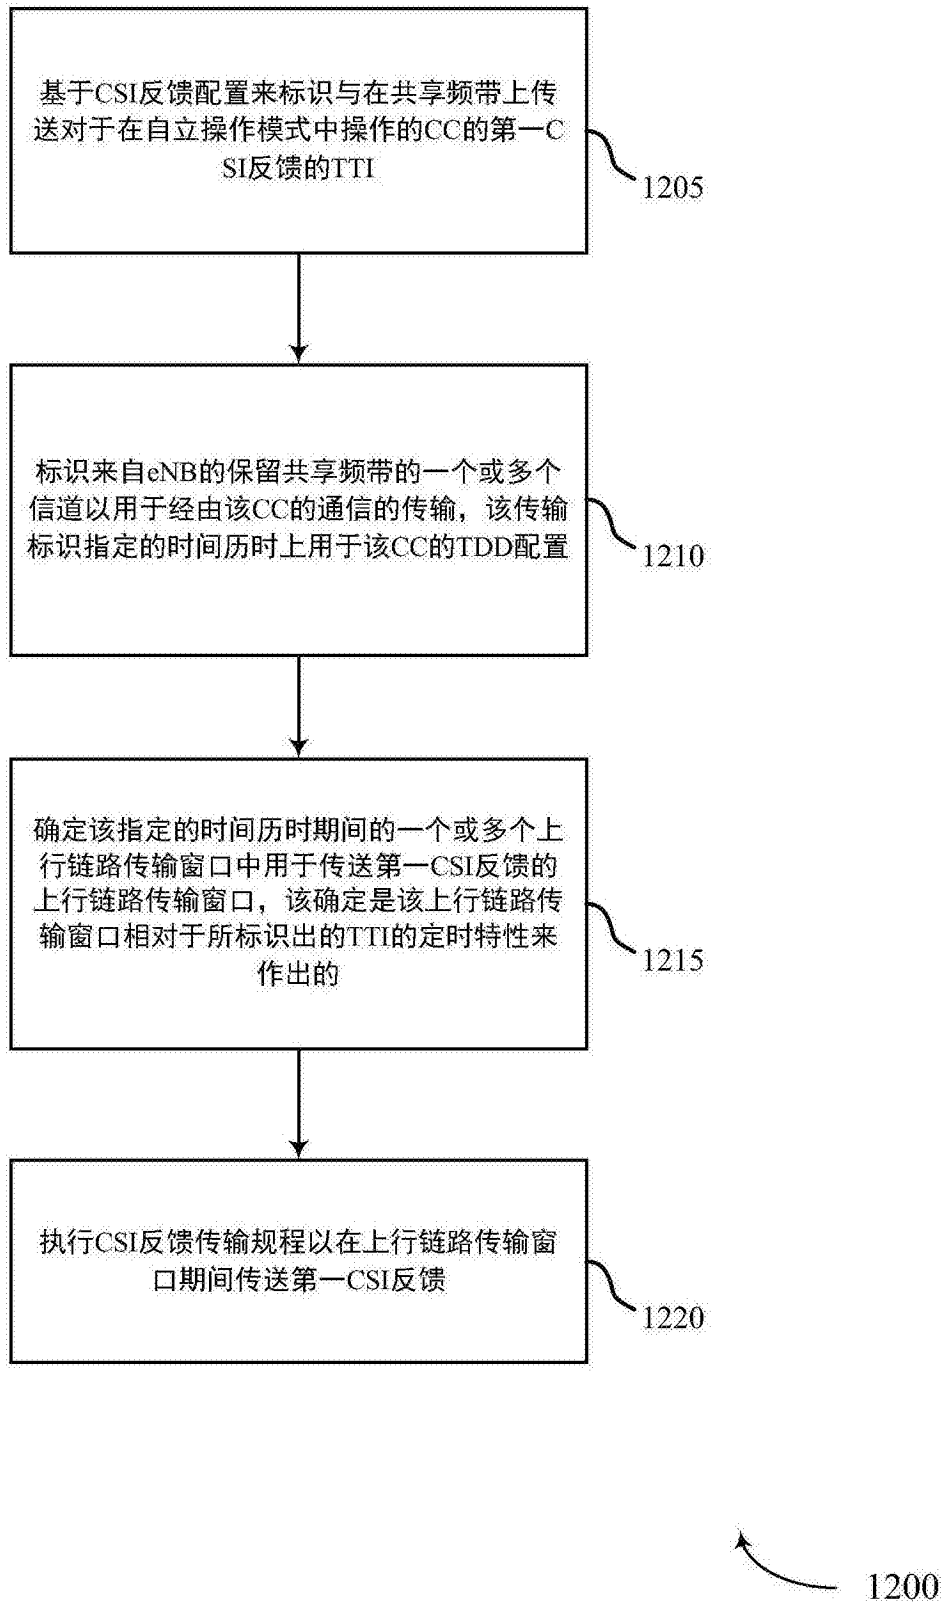 基于CSI反馈配置来标识与在共享频带上传
送对于在自立操作模式中操作的CC的第一C
SI反馈的TTI
1205
标识来自eNB的保留共享频带的一个或多个
信道以用于经由该CC的通信的传输，该传输
标识指定的时间历时上用于该CC的TDD配置
1210
确定该指定的时间历时期间的一个或多个上
行链路传输窗口中用于传送第一CSI反馈的
上行链路传输窗口，该确定是该上行链路传
输窗口相对于所标识出的TTI的定时特性来
作出的
1215
执行CSI反馈传输规程以在上行链路传输窗
口期间传送第一CSI反馈
1220
1200